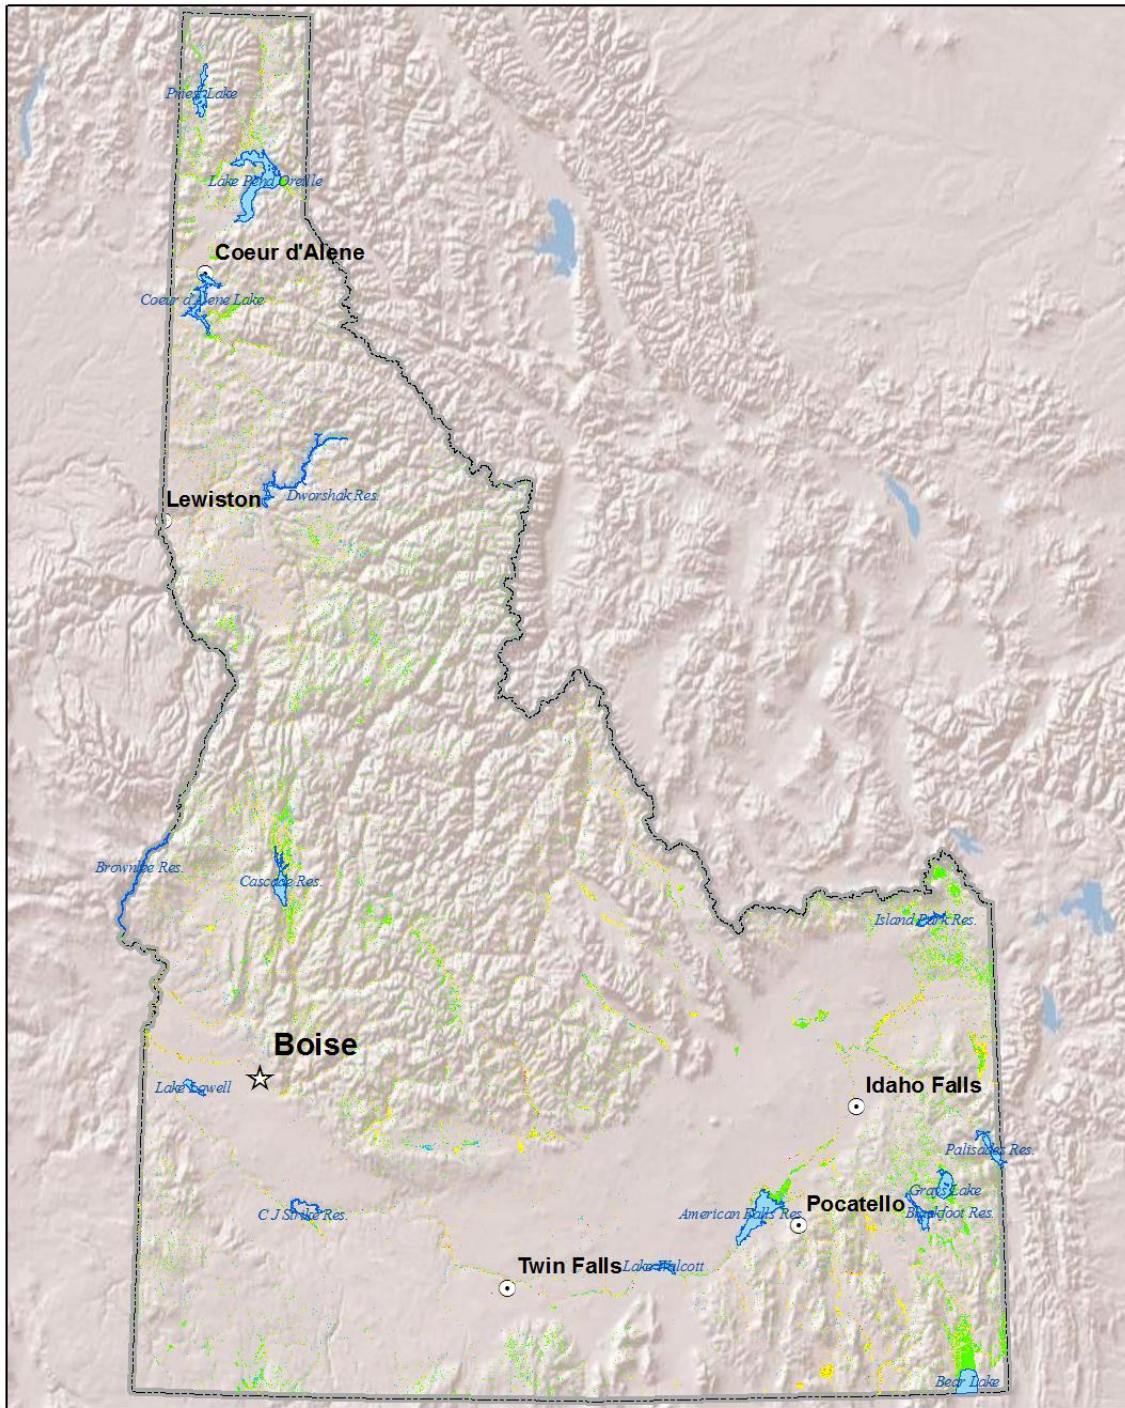 Priest Lake
Lake Pend Oreille
Coeur d'Alene
Coeur d'Alene Lake
Lewiston
Dworshak Res.
Brownlee Res.
Cascade Res.
Island Park Res.
Boise
Lake Lowell
Idaho Falls
Palisades Res.
Grays Lake
Blackfoot Res.
C J Strike Res.
American Falls Res.
Pocatello
Twin Falls
Lake Walcott
Bear Lake